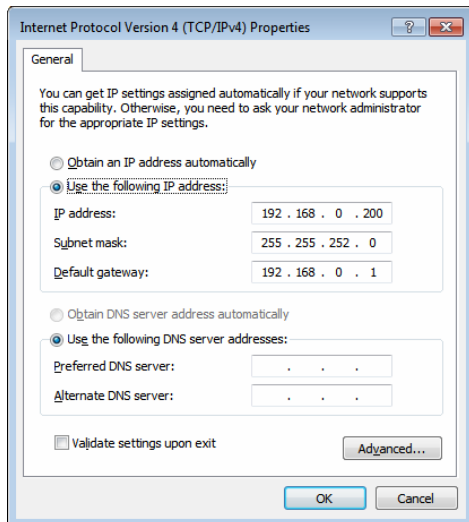 Internet Protocol Version 4 (TCP/IPv4) Properties
?
General
You can get IP settings assigned automatically if your network supports
this capability. Otherwise, you need to ask your network administrator
for the appropriate IP settings.
Obtain an IP address automatically
Use the following IP address:
IP address: 192 . 168 . 0 . 200
Subnet mask: 255 . 255 . 252 . 0
Default gateway: 192 . 168 . 0 . 1
Obtain DNS server address automatically
Use the following DNS server addresses:
Preferred DNS server: . . .
Alternate DNS server: . . .
Validate settings upon exit
Advanced...
OK Cancel